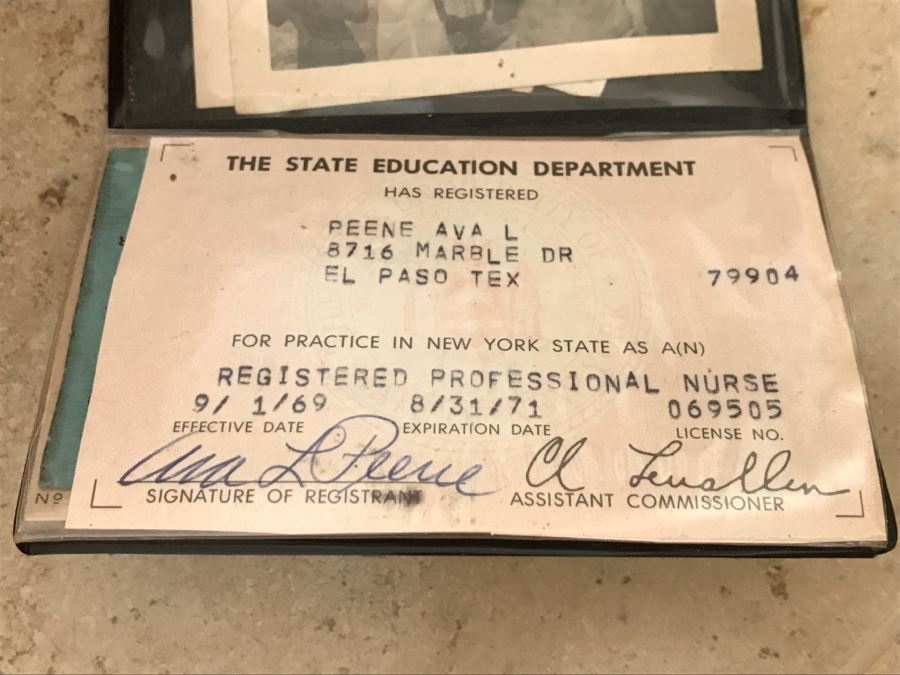 THE STATE EDUCATION DEPARTMENT
HAS REGISTERED
PEENE AVA L
8716 MARBLE DR
EL PASO TEX 79904
FOR PRACTICE IN NEW YORK STATE AS A(N)
REGISTERED PROFESSIONAL NURSE
9/ 1/69 8/31/71 069505
EFFECTIVE DATE EXPIRATION DATE LICENSE NO.
Ava L Peene
SIGNATURE OF REGISTRANT ASSISTANT COMMISSIONER
No